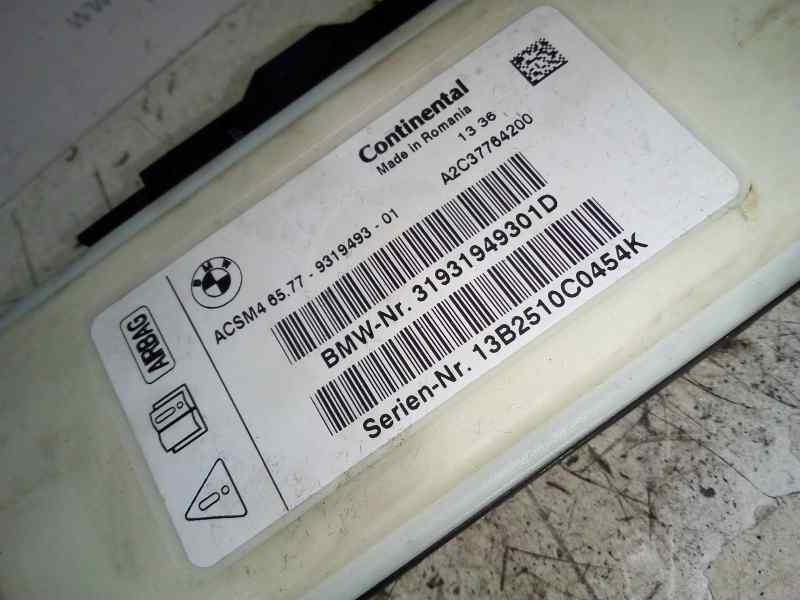 Continental
Made in Romania
13 36
A2C37764200
BMW
ACSM4 65.77 - 9319493 - 01
BMW-Nr. 31931949301D
Serien-Nr. 13B2510C0454K
AIRBAG